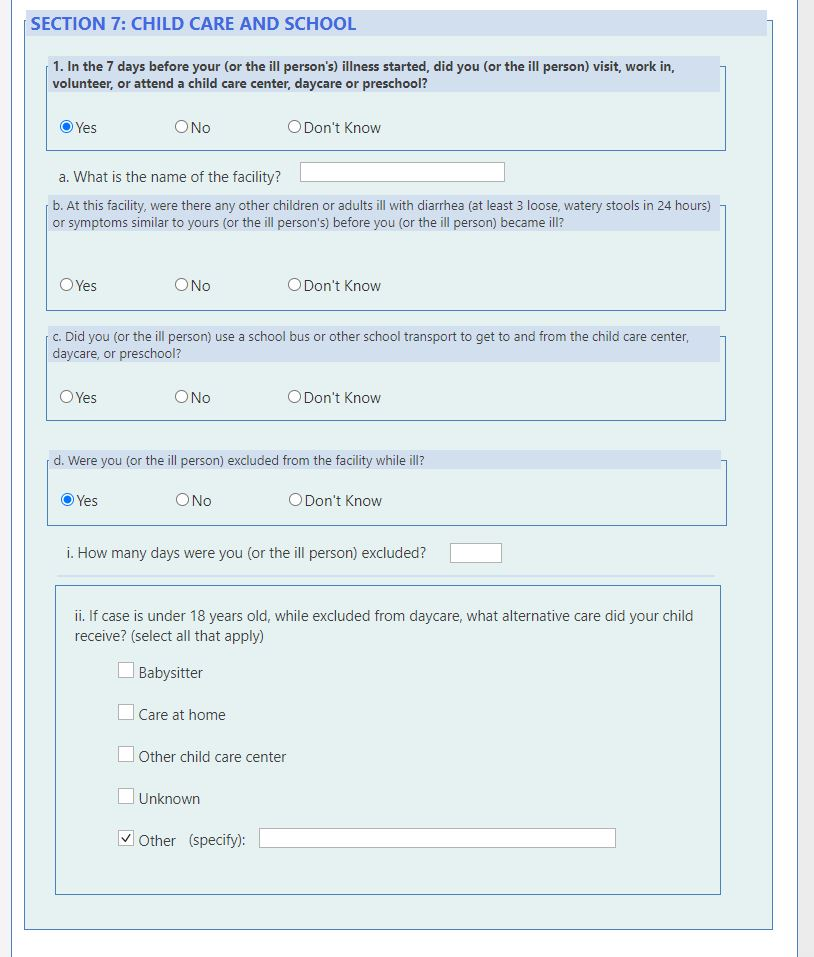 SECTION 7: CHILD CARE AND SCHOOL
1. In the 7 days before your (or the ill person's) illness started, did you (or the ill person) visit, work in,
volunteer, or attend a child care center, daycare or preschool?
Yes No Don't Know
a. What is the name of the facility?
b. At this facility, were there any other children or adults ill with diarrhea (at least 3 loose, watery stools in 24 hours)
or symptoms similar to yours (or the ill person's) before you (or the ill person) became ill?
Yes No Don't Know
c. Did you (or the ill person) use a school bus or other school transport to get to and from the child care center,
daycare, or preschool?
Yes No Don't Know
d. Were you (or the ill person) excluded from the facility while ill?
Yes No Don't Know
i. How many days were you (or the ill person) excluded?
ii. If case is under 18 years old, while excluded from daycare, what alternative care did your child
receive? (select all that apply)
Babysitter
Care at home
Other child care center
Unknown
Other (specify):